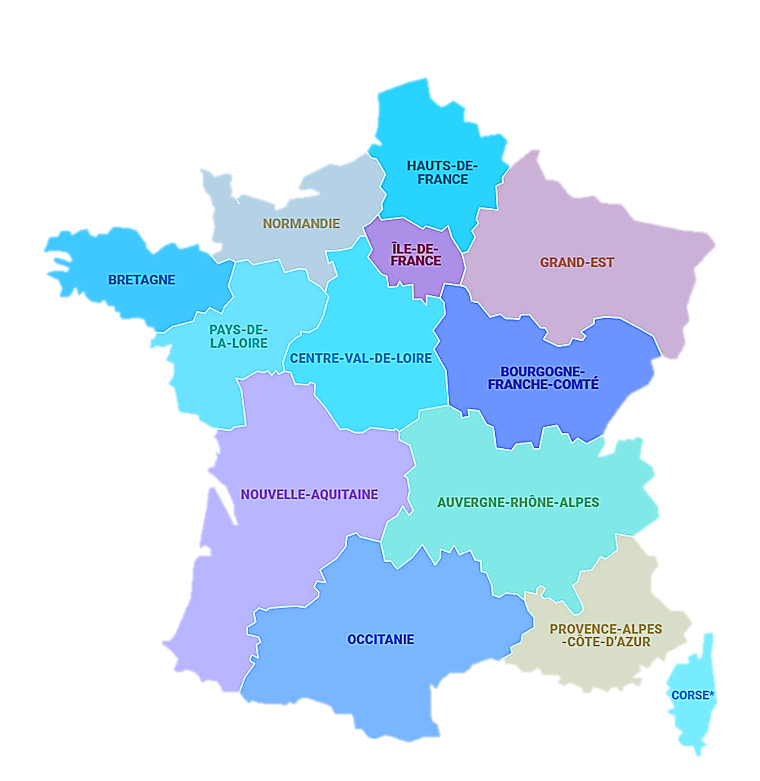 HAUTS-DE-
FRANCE
NORMANDIE
ÎLE-DE-
FRANCE
GRAND-EST
BRETAGNE
PAYS-DE-
LA-LOIRE
CENTRE-VAL-DE-LOIRE
BOURGOGNE-
FRANCHE-COMTÉ
NOUVELLE-AQUITAINE
AUVERGNE-RHÔNE-ALPES
OCCITANIE
PROVENCE-ALPES
-CÔTE-D'AZUR
CORSE*